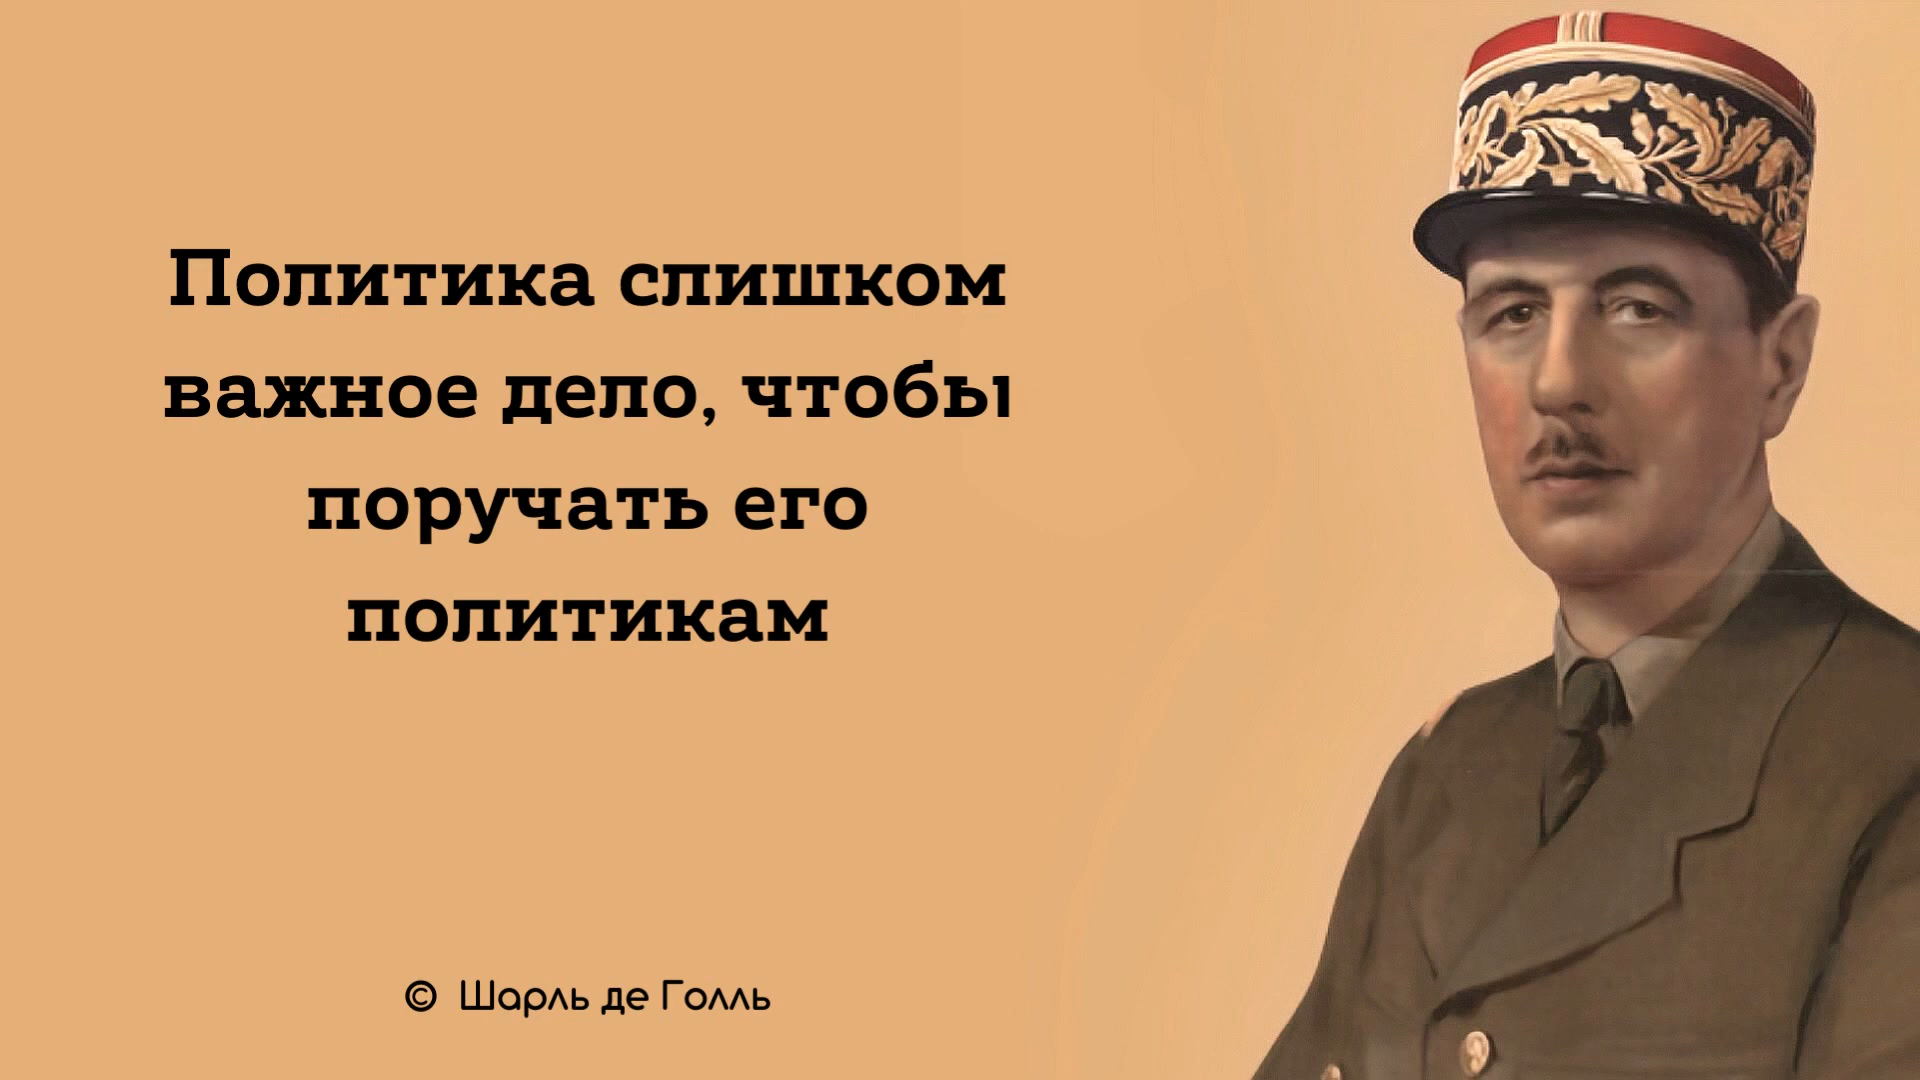 Политика слишком
важное дело, чтобы
поручать его
политикам
© Шарль де Голль